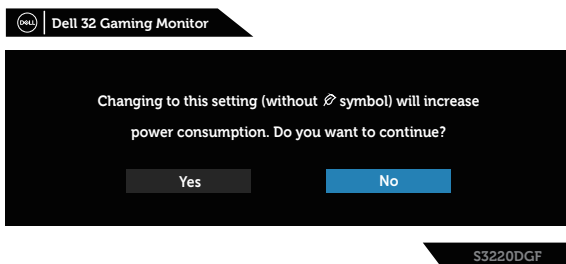 DELL
Dell 32 Gaming Monitor
Changing to this setting (without symbol) will increase
power consumption. Do you want to continue?
Yes
No
S3220DGF